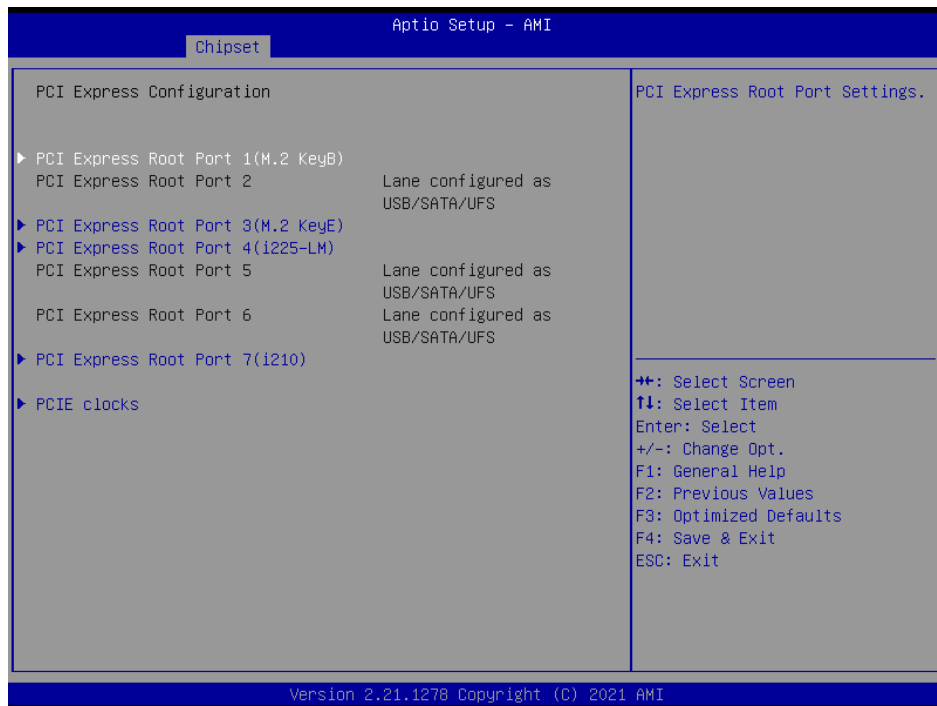 Aptio Setup – AMI
Chipset
PCI Express Configuration
PCI Express Root Port Settings.
▶ PCI Express Root Port 1(M.2 KeyB)
PCI Express Root Port 2 Lane configured as
USB/SATA/UFS
▶ PCI Express Root Port 3(M.2 KeyE)
▶ PCI Express Root Port 4(i225-LM)
PCI Express Root Port 5 Lane configured as
USB/SATA/UFS
PCI Express Root Port 6 Lane configured as
USB/SATA/UFS
▶ PCI Express Root Port 7(i210)
▶ PCIE clocks
→←: Select Screen
↑↓: Select Item
Enter: Select
+/-: Change Opt.
F1: General Help
F2: Previous Values
F3: Optimized Defaults
F4: Save & Exit
ESC: Exit
Version 2.21.1278 Copyright (C) 2021 AMI